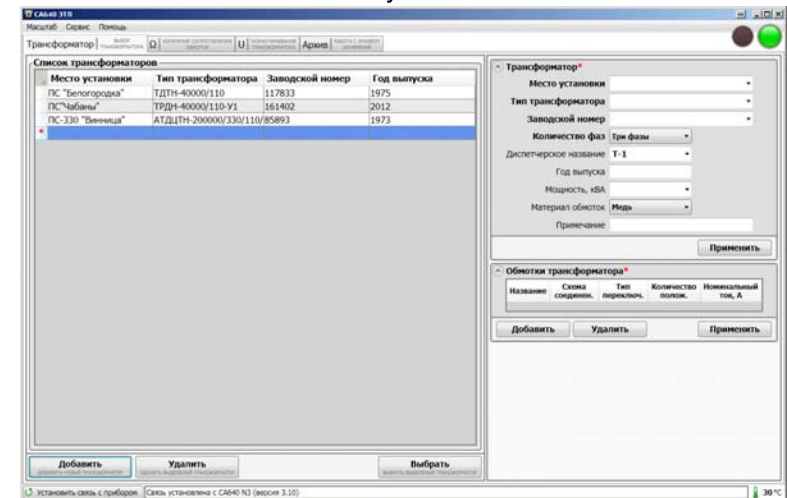 СА640 ЭТЛ
Масштаб Сервис Помощь
Трансформатор Ω U Архив
Список трансформаторов
Место установки Тип трансформатора Заводской номер Год выпуска
ПС "Белогородка" ТДТН-40000/110 117833 1975
ПС"Чабаны" ТРДН-40000/110-У1 161402 2012
ПС-330 "Винница" АТДЦТН-200000/330/110/ 85893 1973
*
Добавить Удалить Выбрать
Трансформатор*
Место установки
Тип трансформатора
Заводской номер
Количество фаз Три фазы
Диспетчерское название Т-1
Год выпуска
Мощность, кВА
Материал обмоток Медь
Примечание
Применить
Обмотки трансформатора*
Название Схема соединен. Тип переключ. Количество полож. Номинальный ток, А
Добавить Удалить Применить
Установить связь с прибором Связь установлена с СА640 N3 (версия 3.10) 30 °C